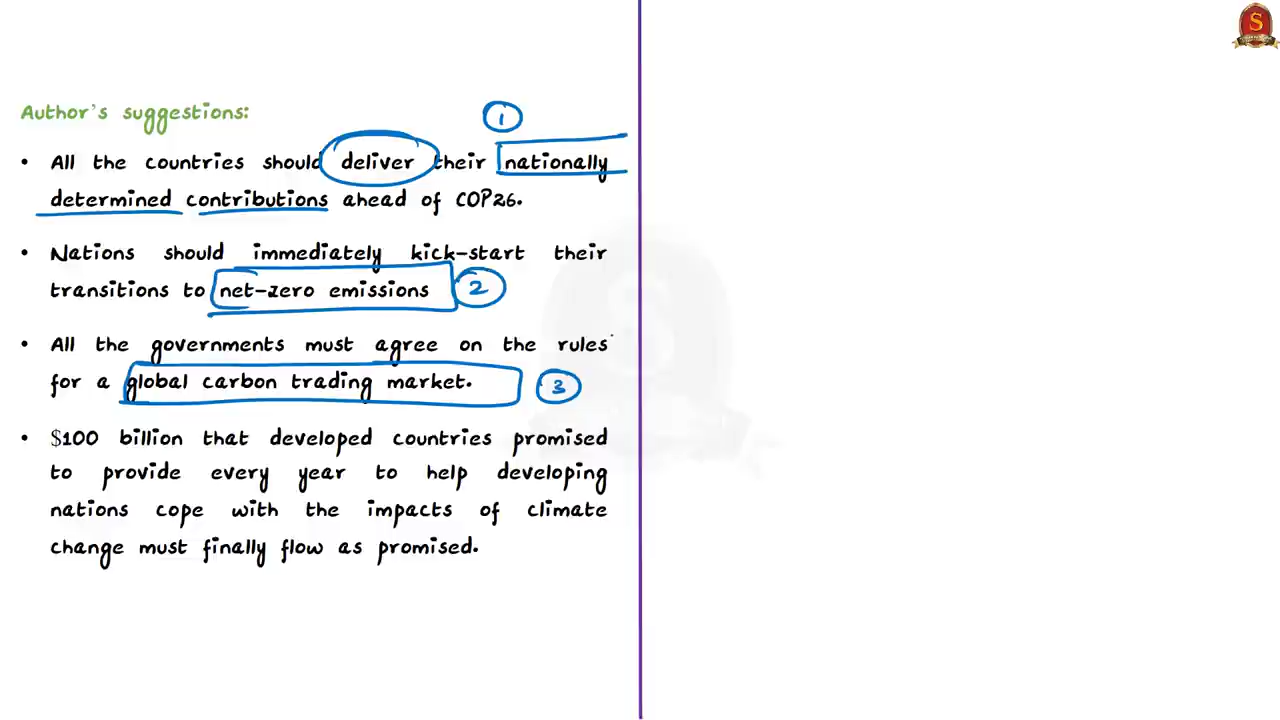 S
Author's suggestions:
1
• All the countries should deliver their nationally
determined contributions ahead of COP26.
• Nations should immediately kick-start their
transitions to net-zero emissions 2
• All the governments must agree on the rules
for a global carbon trading market. 3
• $100 billion that developed countries promised
to provide every year to help developing
nations cope with the impacts of climate
change must finally flow as promised.